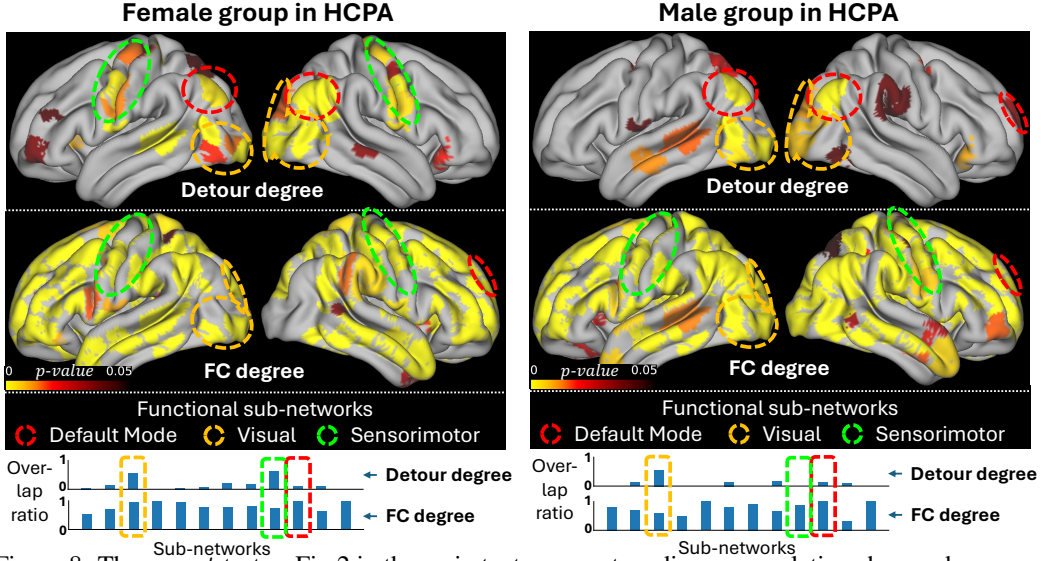 Female group in HCPA
Detour degree
FC degree
0 p-value 0.05
Functional sub-networks
Default Mode Visual Sensorimotor
Over-
lap
ratio
1
0
1
0
Detour degree
FC degree
Sub-networks
Male group in HCPA
Detour degree
FC degree
0 p-value 0.05
Functional sub-networks
Default Mode Visual Sensorimotor
Over-
lap
ratio
1
0
1
0
Detour degree
FC degree
Sub-networks